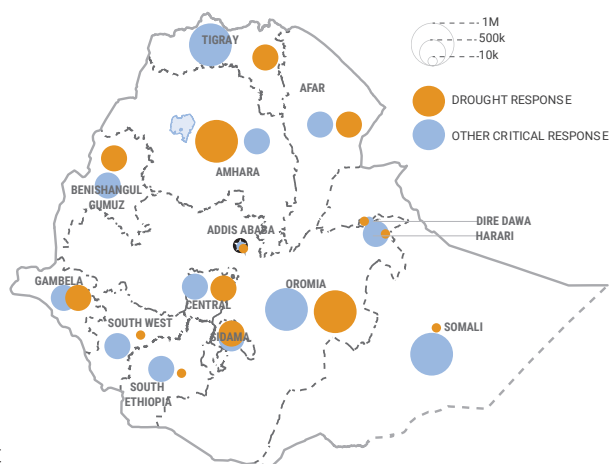 1M
500k
10k
TIGRAY
AFAR
DROUGHT RESPONSE
OTHER CRITICAL RESPONSE
AMHARA
BENISHANGUL
GUMUZ
DIRE DAWA
HARARI
ADDIS ABABA
GAMBELA
CENTRAL
OROMIA
SOUTH WEST
SIDAMA
SOMALI
SOUTH
ETHIOPIA